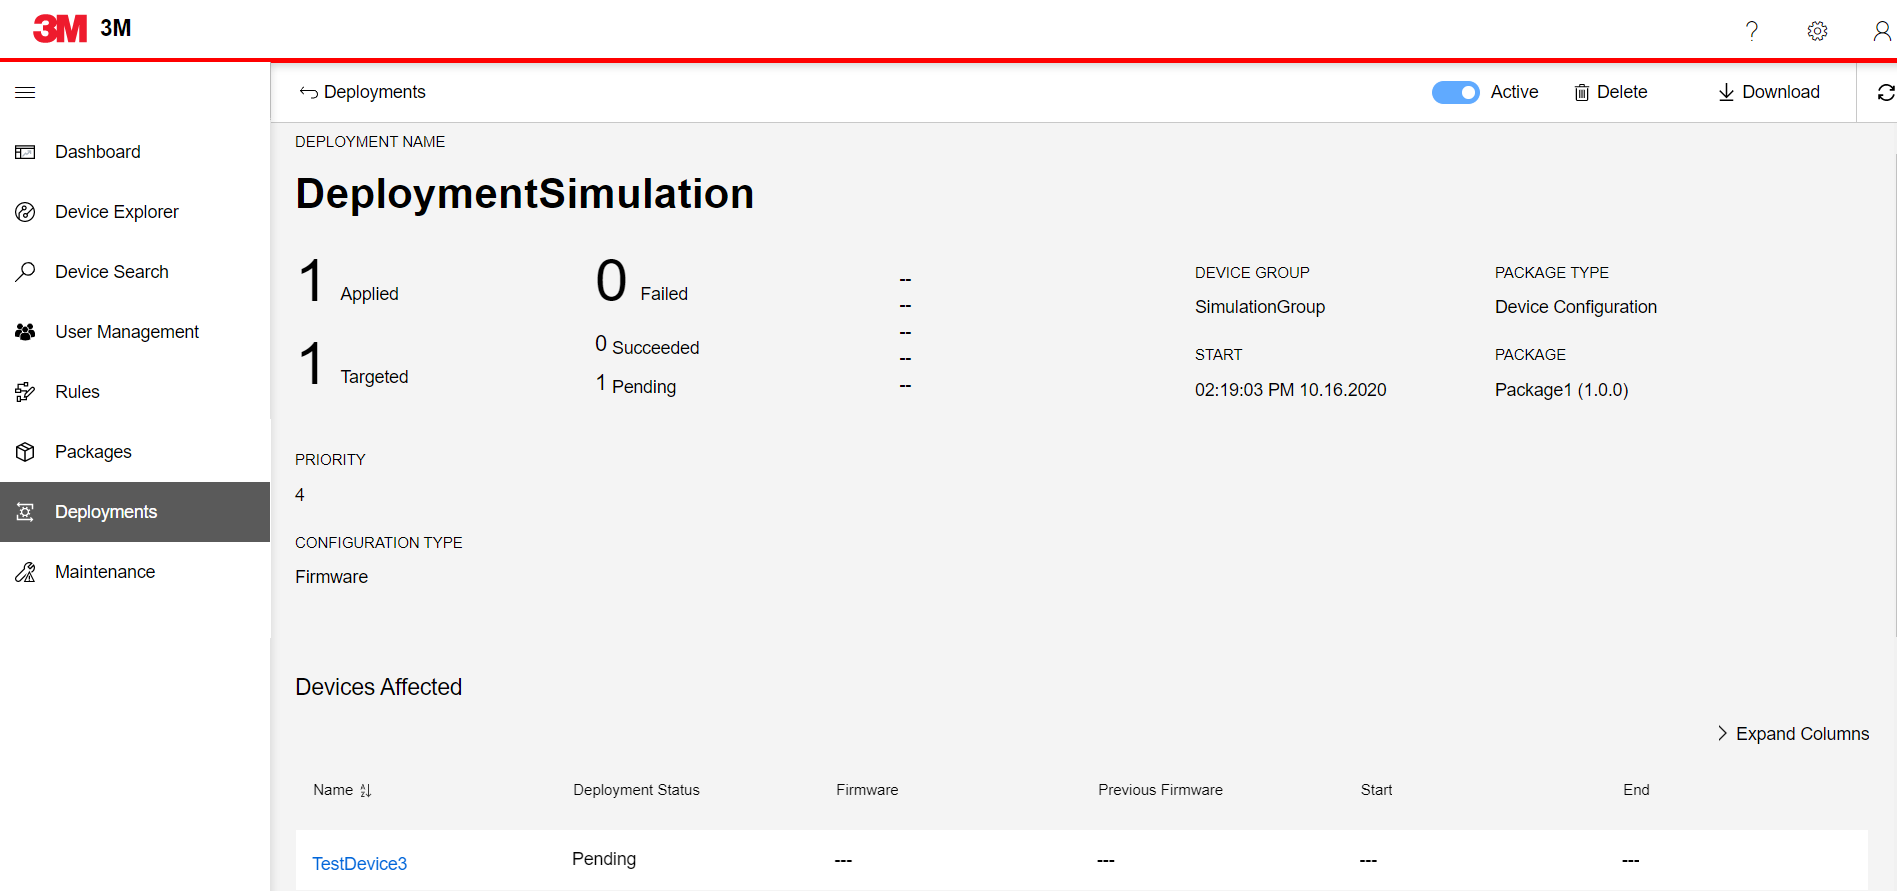 3M 3M
Deployments Active Delete Download
Dashboard
Device Explorer
Device Search
User Management
Rules
Packages
Deployments
Maintenance
DEPLOYMENT NAME
DeploymentSimulation
1 Applied
1 Targeted
0 Failed
0 Succeeded
1 Pending
--
--
--
--
--
DEVICE GROUP
SimulationGroup
START
02:19:03 PM 10.16.2020
PACKAGE TYPE
Device Configuration
PACKAGE
Package1 (1.0.0)
PRIORITY
4
CONFIGURATION TYPE
Firmware
Devices Affected
Expand Columns
Name Deployment Status Firmware Previous Firmware Start End
TestDevice3 Pending --- --- --- ---